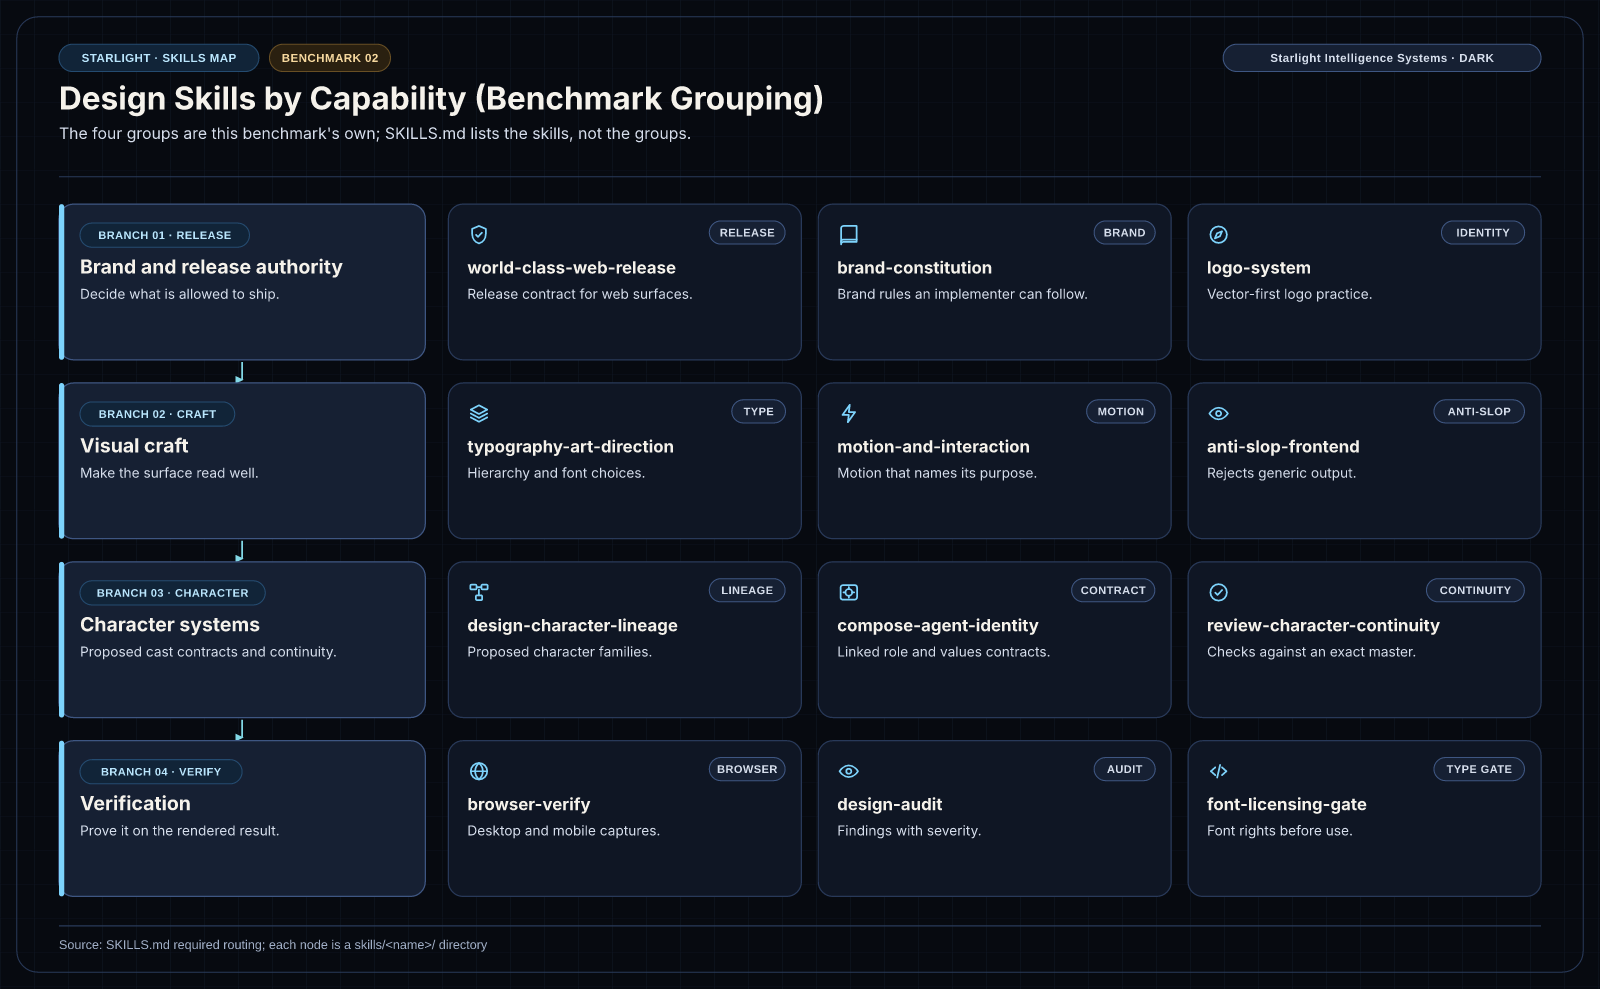 STARLIGHT · SKILLS MAP
BENCHMARK 02
Starlight Intelligence Systems · DARK
Design Skills by Capability (Benchmark Grouping)
The four groups are this benchmark's own; SKILLS.md lists the skills, not the groups.
BRANCH 01 · RELEASE
Brand and release authority
Decide what is allowed to ship.
RELEASE
world-class-web-release
Release contract for web surfaces.
BRAND
brand-constitution
Brand rules an implementer can follow.
IDENTITY
logo-system
Vector-first logo practice.
BRANCH 02 · CRAFT
Visual craft
Make the surface read well.
TYPE
typography-art-direction
Hierarchy and font choices.
MOTION
motion-and-interaction
Motion that names its purpose.
ANTI-SLOP
anti-slop-frontend
Rejects generic output.
BRANCH 03 · CHARACTER
Character systems
Proposed cast contracts and continuity.
LINEAGE
design-character-lineage
Proposed character families.
CONTRACT
compose-agent-identity
Linked role and values contracts.
CONTINUITY
review-character-continuity
Checks against an exact master.
BRANCH 04 · VERIFY
Verification
Prove it on the rendered result.
BROWSER
browser-verify
Desktop and mobile captures.
AUDIT
design-audit
Findings with severity.
TYPE GATE
font-licensing-gate
Font rights before use.
Source: SKILLS.md required routing; each node is a skills/<name>/ directory